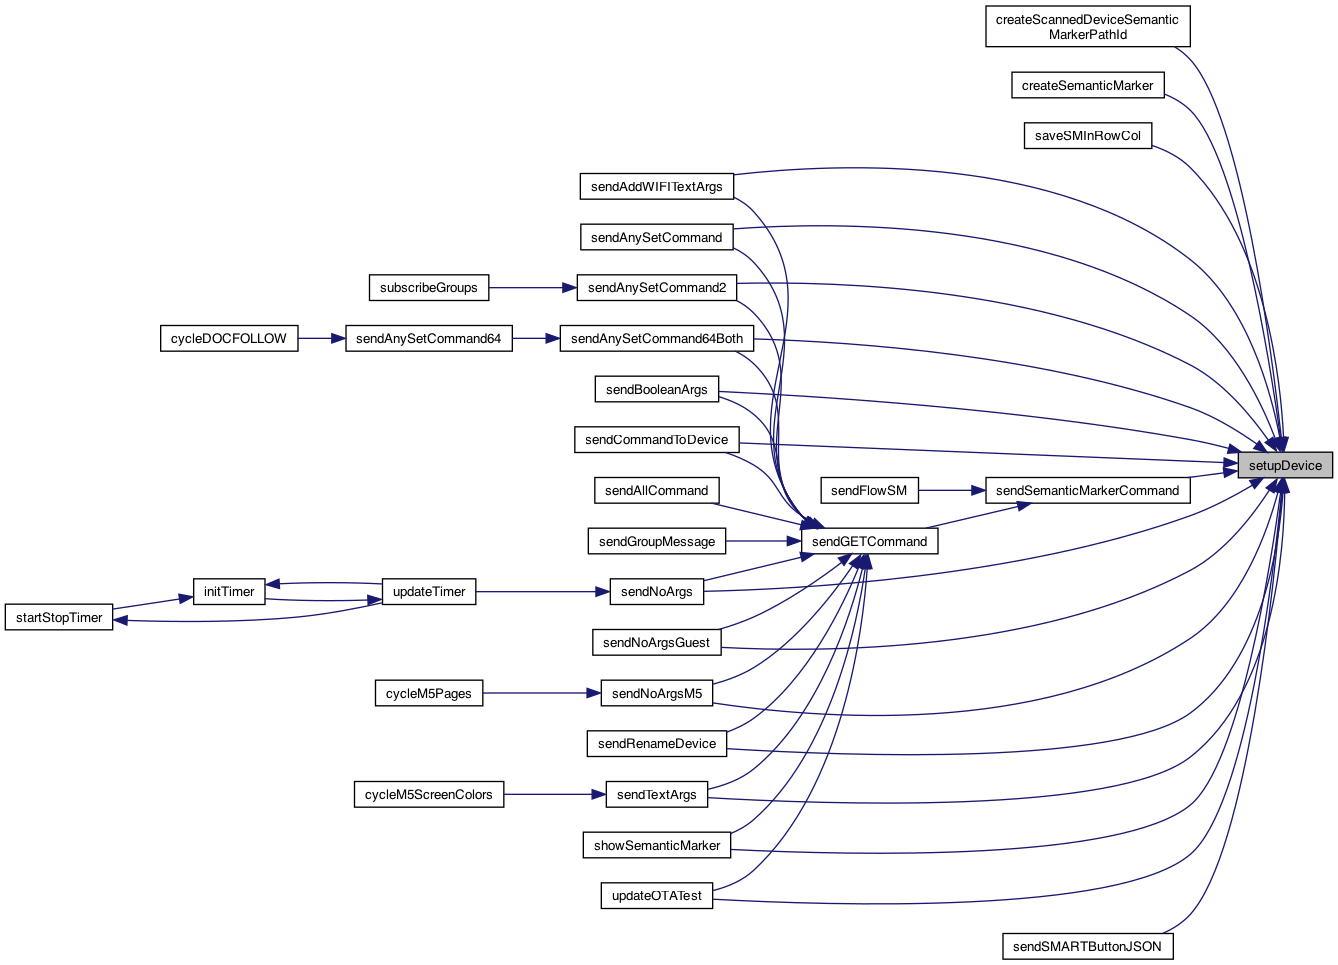 createScannedDeviceSemantic
MarkerPathId
createSemanticMarker
saveSMInRowCol
sendAddWIFITextArgs
sendAnySetCommand
subscribeGroups
sendAnySetCommand2
cycleDOCFOLLOW
sendAnySetCommand64
sendAnySetCommand64Both
sendBooleanArgs
sendCommandToDevice
setupDevice
sendAllCommand
sendFlowSM
sendSemanticMarkerCommand
sendGroupMessage
sendGETCommand
initTimer
updateTimer
sendNoArgs
startStopTimer
sendNoArgsGuest
cycleM5Pages
sendNoArgsM5
sendRenameDevice
cycleM5ScreenColors
sendTextArgs
showSemanticMarker
updateOTATest
sendSMARTButtonJSON